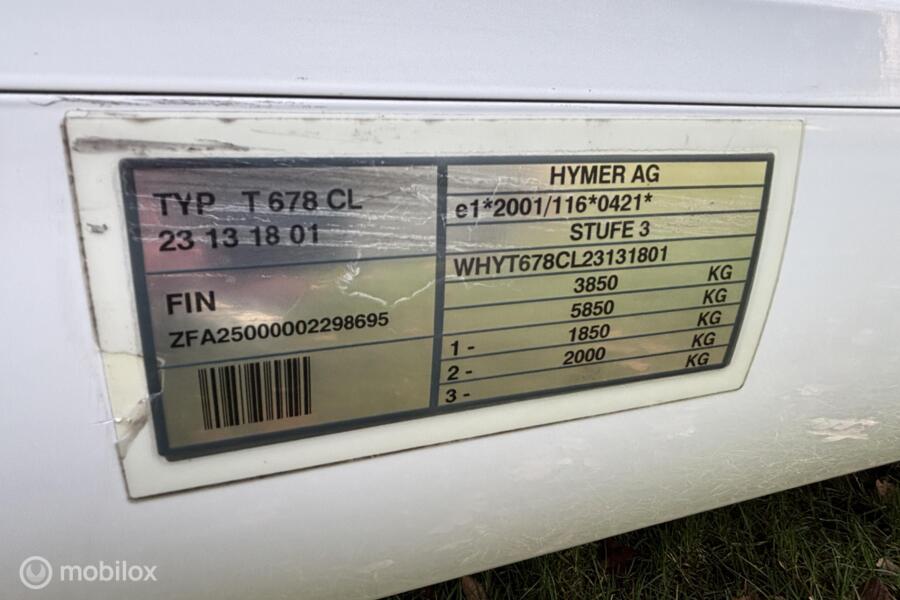 TYP T 678 CL
23 13 18 01
FIN
ZFA25000002298695
HYMER AG
e1*2001/116*0421*
STUFE 3
WHYT678CL23131801
3850 KG
5850 KG
1 - 1850 KG
2 - 2000 KG
3 -
mobilox